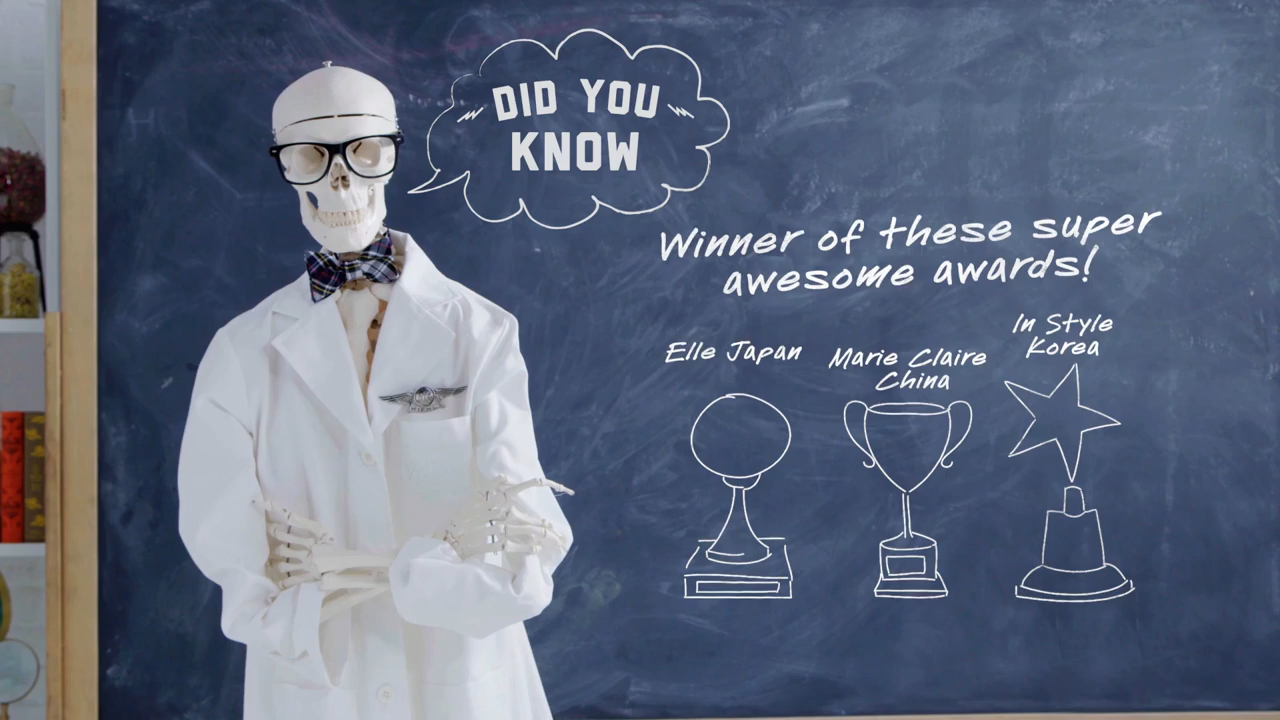 DID YOU
KNOW
Winner of these super
awesome awards!
Elle Japan
Marie Claire
China
In Style
Korea